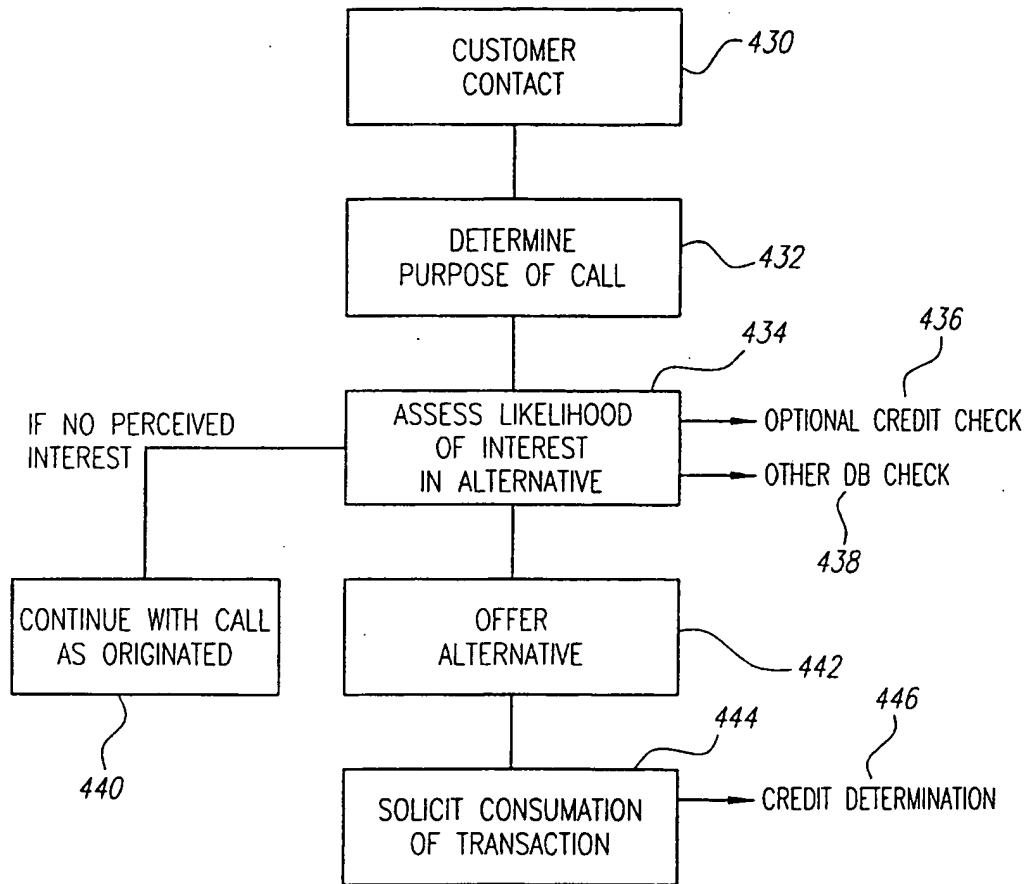 CUSTOMER
CONTACT
430
DETERMINE
PURPOSE OF CALL
432
434
436
IF NO PERCEIVED
INTEREST
ASSESS LIKELIHOOD
OF INTEREST
IN ALTERNATIVE
OPTIONAL CREDIT CHECK
OTHER DB CHECK
438
CONTINUE WITH CALL
AS ORIGINATED
440
OFFER
ALTERNATIVE
442
444
446
SOLICIT CONSUMATION
OF TRANSACTION
CREDIT DETERMINATION